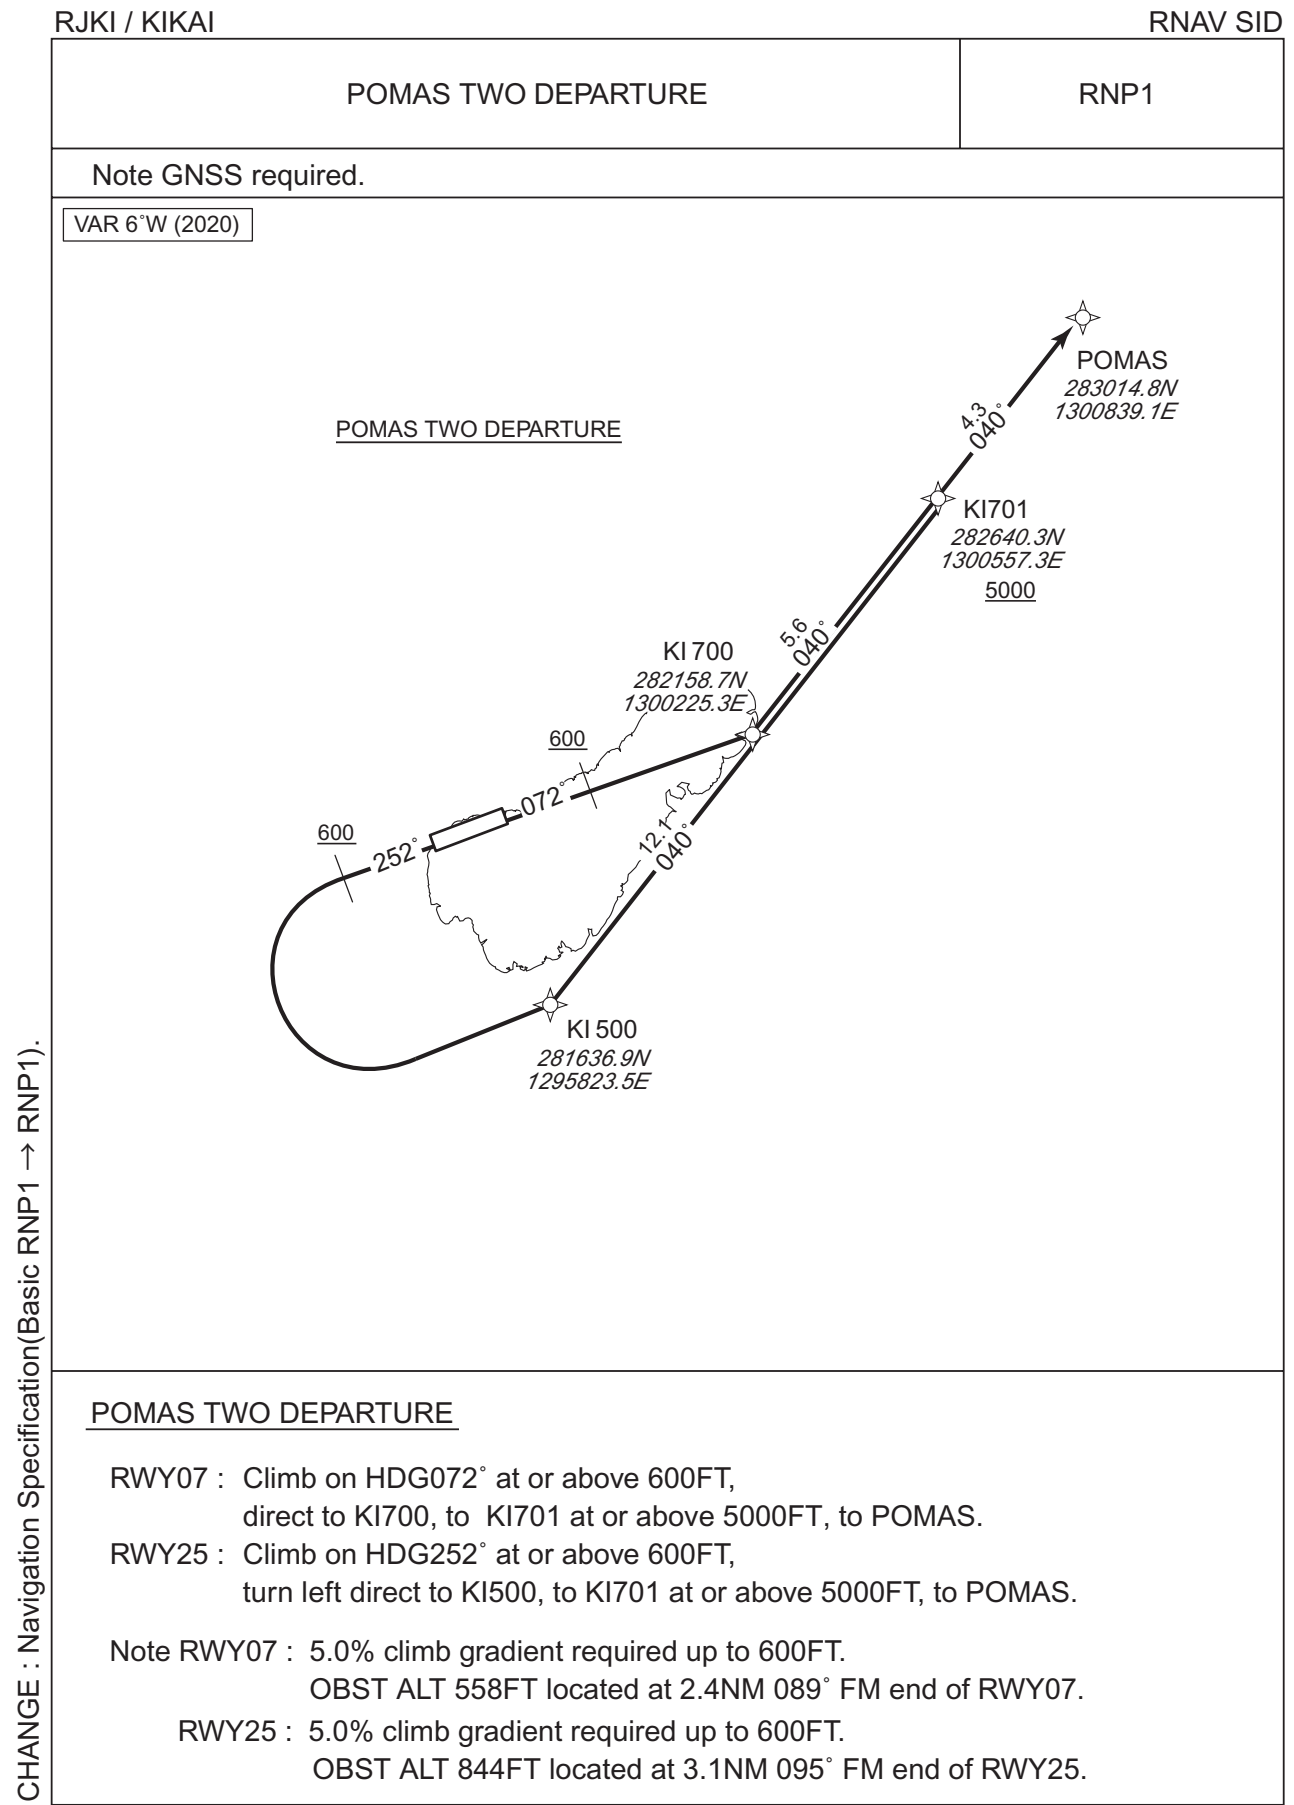 RJKI / KIKAI
RNAV SID
POMAS TWO DEPARTURE
RNP1
Note GNSS required.
VAR 6°W (2020)
POMAS
283014.8N
1300839.1E
4.3
040°
POMAS TWO DEPARTURE
KI701
282640.3N
1300557.3E
5000
5.6
040°
KI700
282158.7N
1300225.3E
600
072°
600
252°
12.1
040°
KI500
281636.9N
1295823.5E
POMAS TWO DEPARTURE
RWY07 : Climb on HDG072° at or above 600FT,
direct to KI700, to KI701 at or above 5000FT, to POMAS.
RWY25 : Climb on HDG252° at or above 600FT,
turn left direct to KI500, to KI701 at or above 5000FT, to POMAS.
Note RWY07 : 5.0% climb gradient required up to 600FT.
OBST ALT 558FT located at 2.4NM 089° FM end of RWY07.
RWY25 : 5.0% climb gradient required up to 600FT.
OBST ALT 844FT located at 3.1NM 095° FM end of RWY25.
CHANGE : Navigation Specification(Basic RNP1 → RNP1).